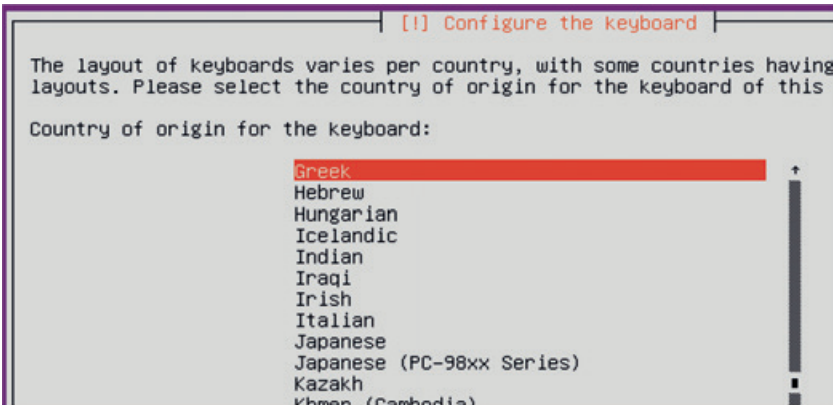 [!] Configure the keyboard
The layout of keyboards varies per country, with some countries having
layouts. Please select the country of origin for the keyboard of this
Country of origin for the keyboard:
Greek
Hebrew
Hungarian
Icelandic
Indian
Iraqi
Irish
Italian
Japanese
Japanese (PC-98xx Series)
Kazakh
Khmer (Cambodia)